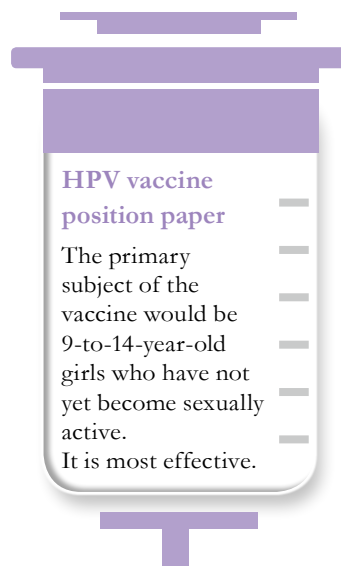 HPV vaccine
position paper
The primary
subject of the
vaccine would be
9-to-14-year-old
girls who have not
yet become sexually
active.
It is most effective.